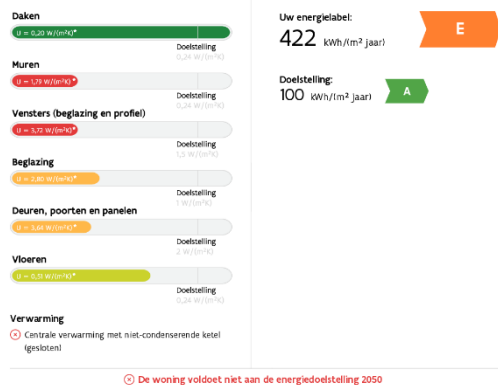 Daken
U = 0,20 W/(m²K)*
Doelstelling
0,24 W/(m²K)
Muren
U = 1,79 W/(m²K)*
Doelstelling
0,24 W/(m²K)
Vensters (beglazing en profiel)
U = 3,72 W/(m²K)*
Doelstelling
1,5 W/(m²K)
Beglazing
U = 2,80 W/(m²K)*
Doelstelling
1 W/(m²K)
Deuren, poorten en panelen
U = 3,64 W/(m²K)*
Doelstelling
2 W/(m²K)
Vloeren
U = 0,51 W/(m²K)*
Doelstelling
0,24 W/(m²K)
Verwarming
Centrale verwarming met niet-condenserende ketel
(gesloten)
Uw energielabel:
422 kWh/(m² jaar)
E
Doelstelling:
100 kWh/(m² jaar)
A
De woning voldoet niet aan de energiedoelstelling 2050